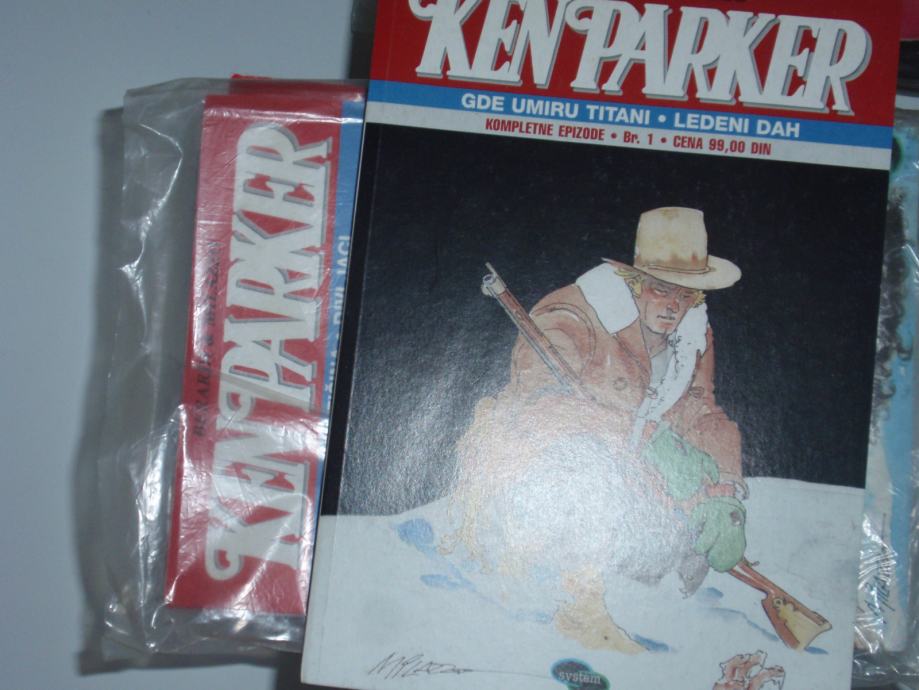 KEN PARKER
GDE UMIRU TITANI • LEDENI DAH
KOMPLETNE EPIZODE • Br. 1 • CENA 99,00 DIN
system
KEN PARKER